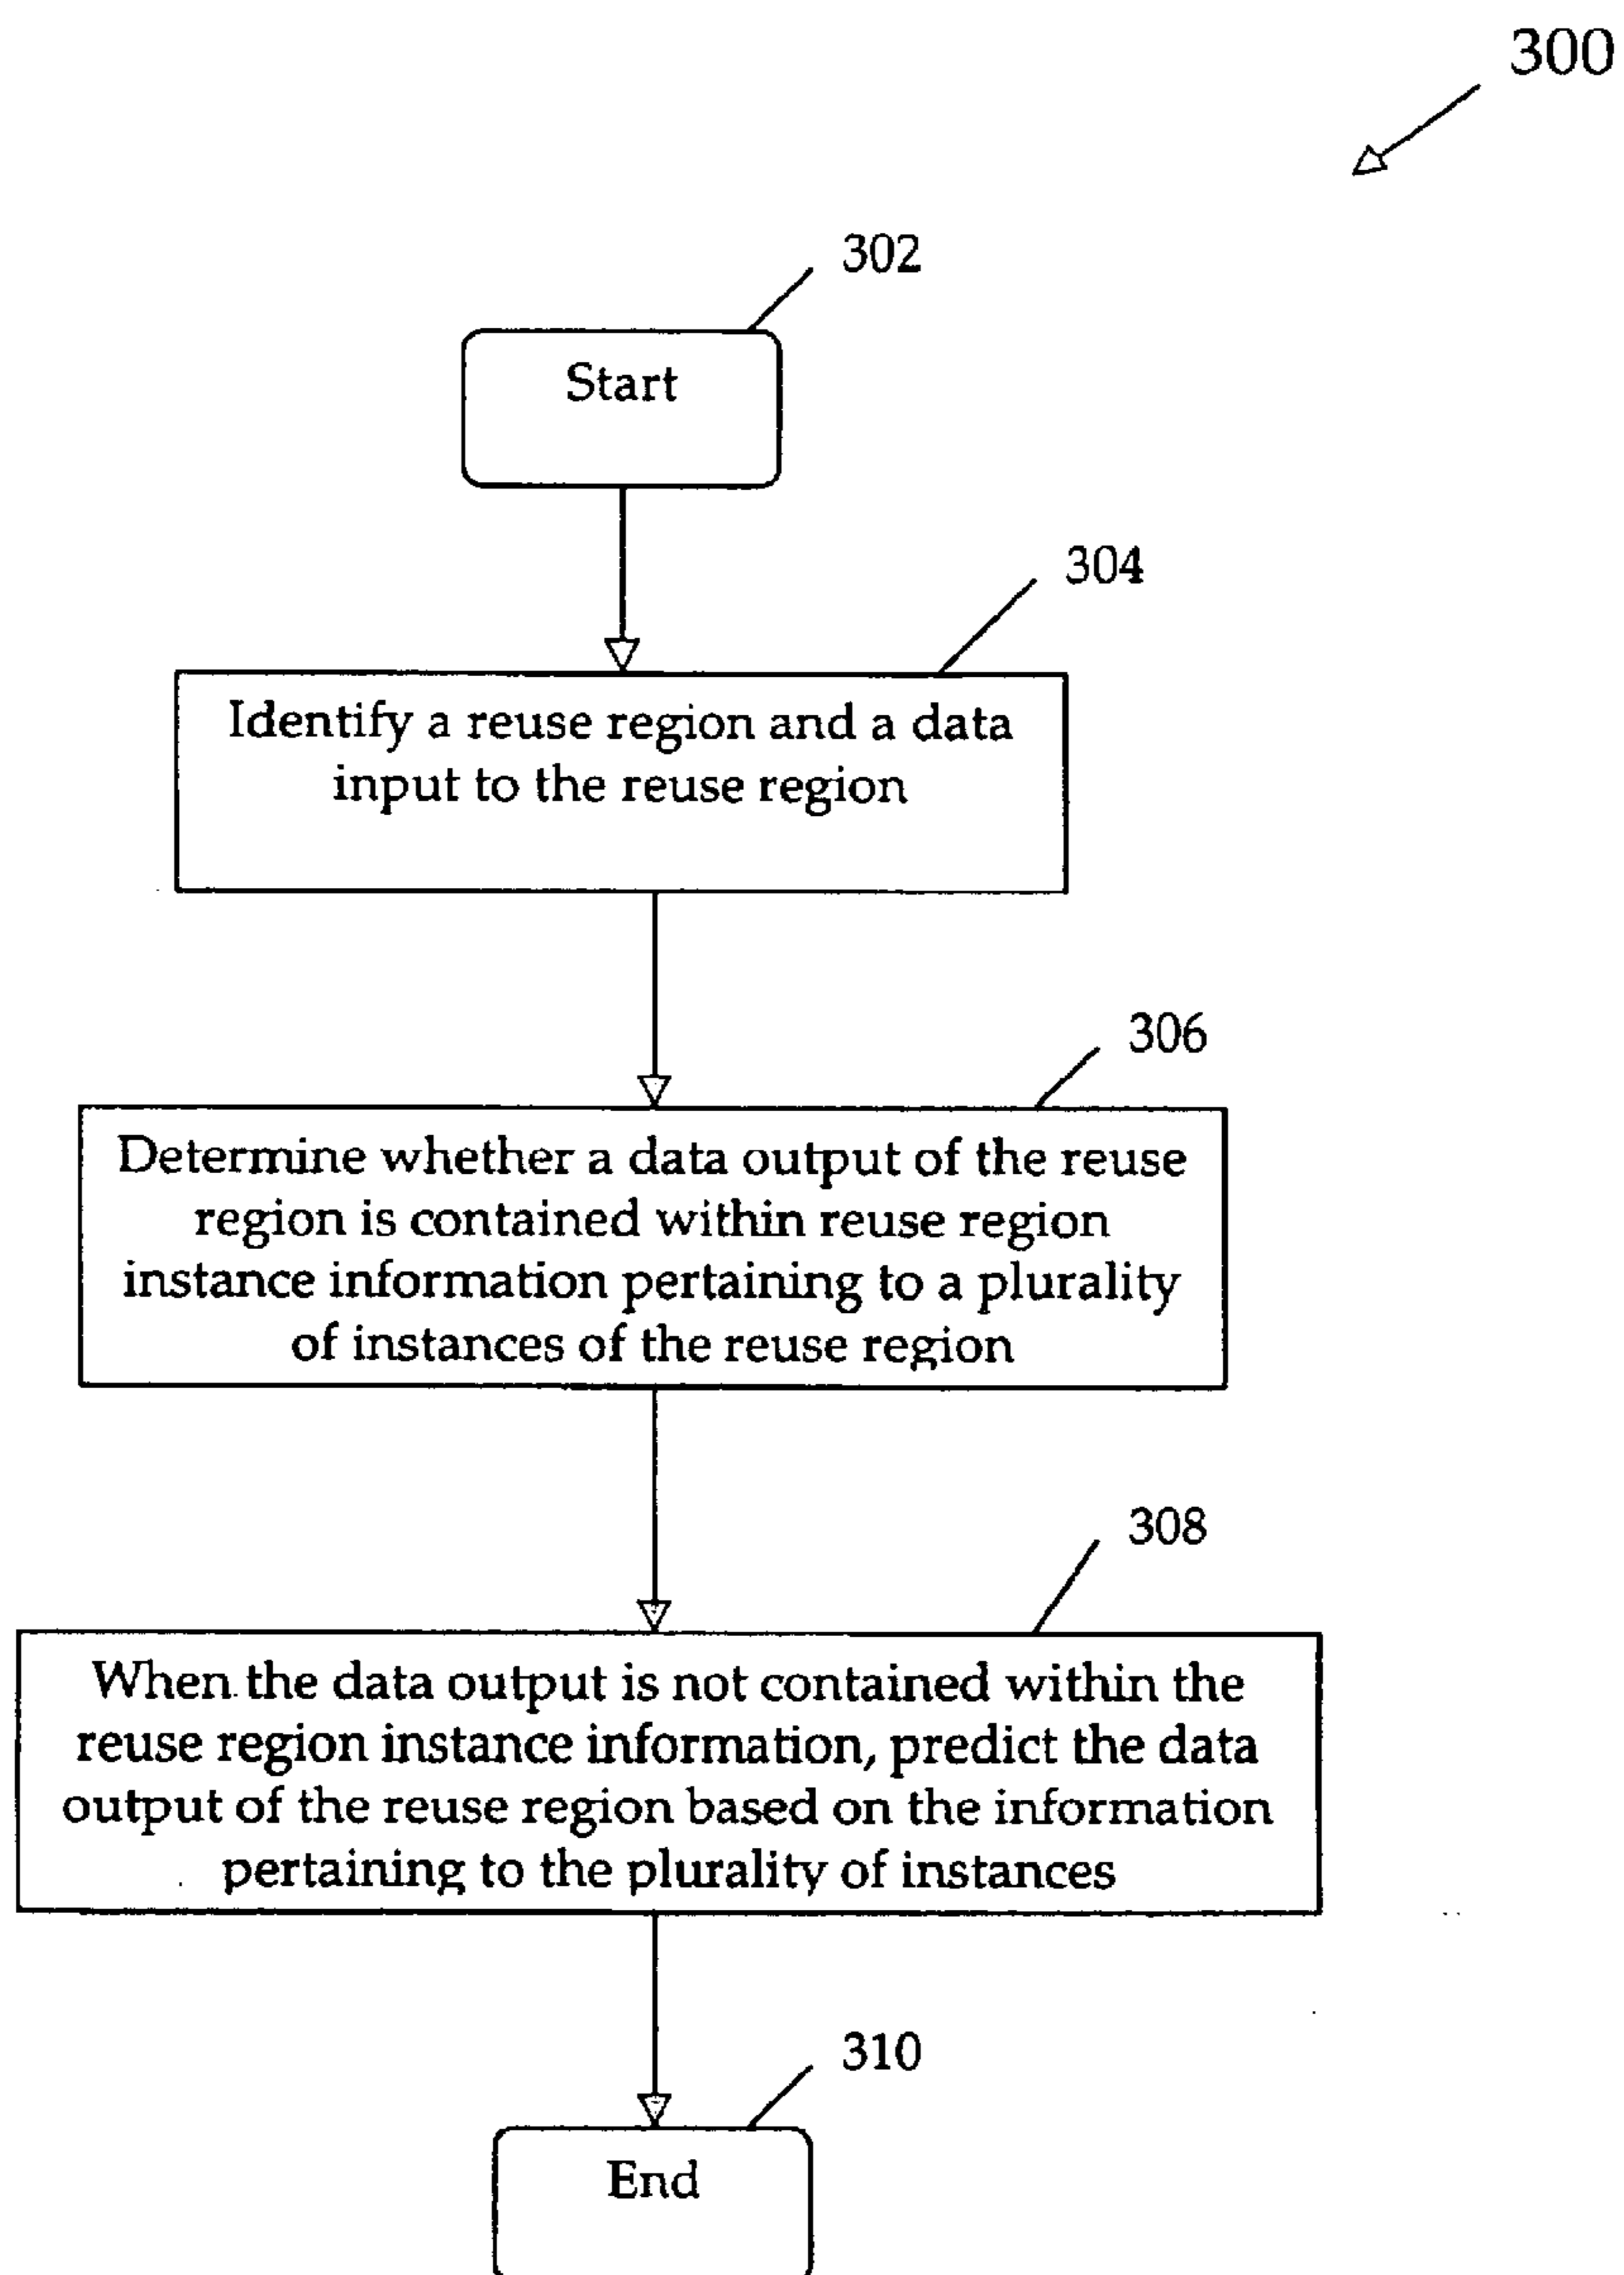 300
302
Start
304
Identify a reuse region and a data
input to the reuse region
306
Determine whether a data output of the reuse
region is contained within reuse region
instance information pertaining to a plurality
of instances of the reuse region
308
When the data output is not contained within the
reuse region instance information, predict the data
output of the reuse region based on the information
pertaining to the plurality of instances
310
End